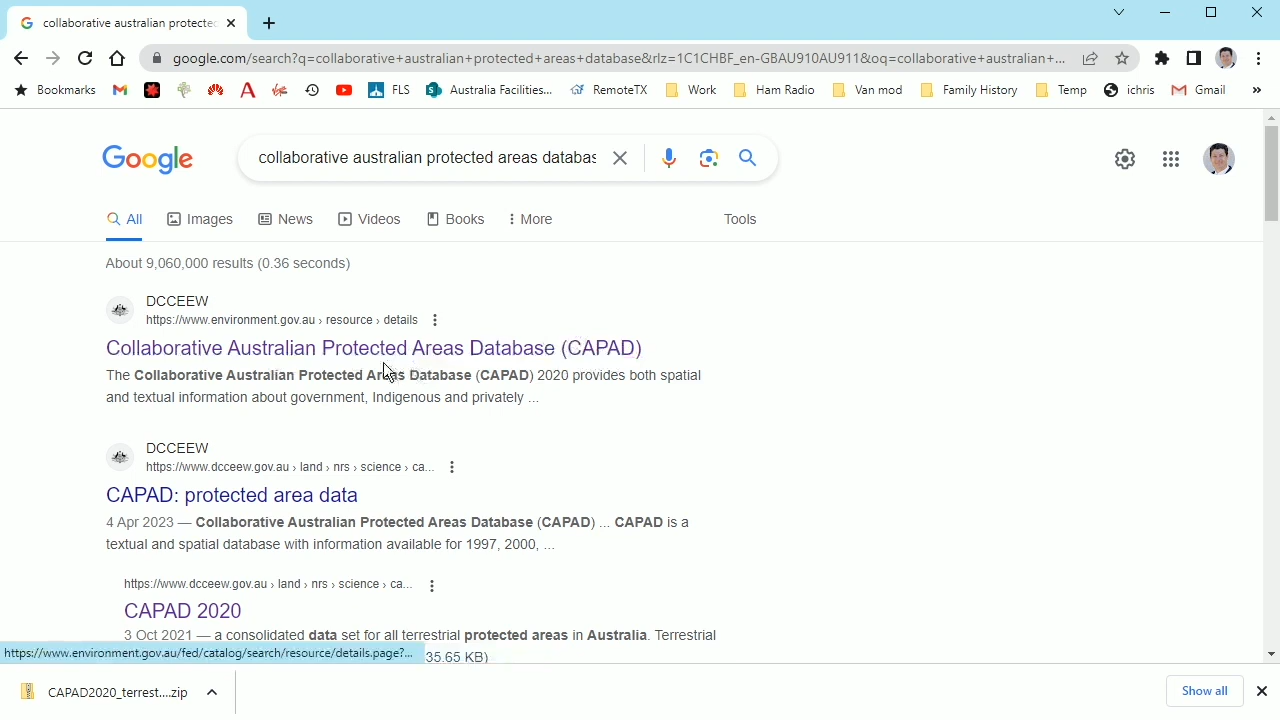 collaborative australian protected
google.com/search?q=collaborative+australian+protected+areas+database&rlz=1C1CHBF_en-GBAU910AU911&oq=collaborative+australian+...
Bookmarks FLS Australia Facilities... RemoteTX Work Ham Radio Van mod Family History Temp ichris Gmail »
Google collaborative australian protected areas databas
All Images News Videos Books More Tools
About 9,060,000 results (0.36 seconds)
DCCEEW
https://www.environment.gov.au › resource › details
Collaborative Australian Protected Areas Database (CAPAD)
The Collaborative Australian Protected Areas Database (CAPAD) 2020 provides both spatial
and textual information about government, Indigenous and privately ...
DCCEEW
https://www.dcceew.gov.au › land › nrs › science › ca...
CAPAD: protected area data
4 Apr 2023 — Collaborative Australian Protected Areas Database (CAPAD) ... CAPAD is a
textual and spatial database with information available for 1997, 2000, ...
https://www.dcceew.gov.au › land › nrs › science › ca...
CAPAD 2020
3 Oct 2021 — a consolidated data set for all terrestrial protected areas in Australia. Terrestrial
https://www.environment.gov.au/fed/catalog/search/resource/details.page?... 35.65 KB)
CAPAD2020_terrest....zip Show all